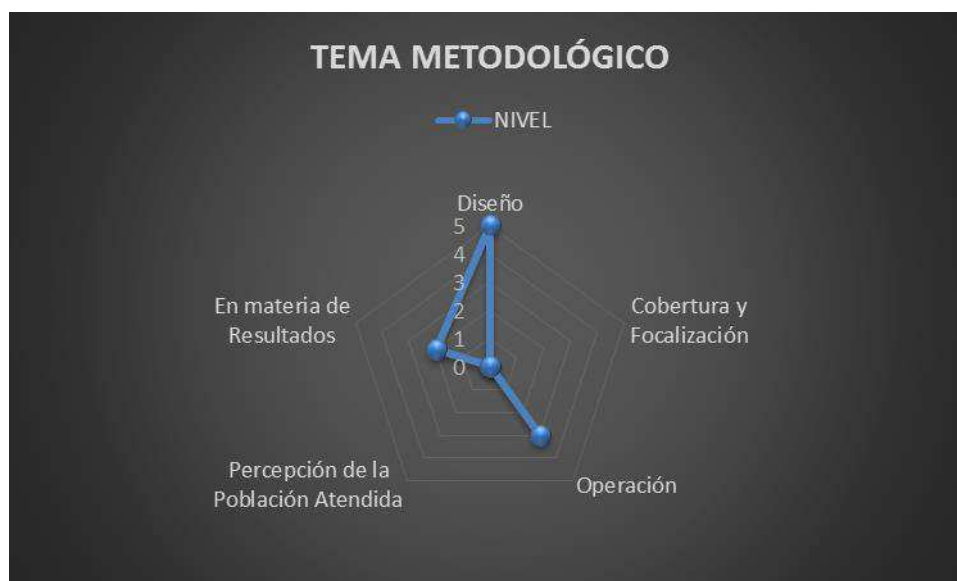 TEMA METODOLÓGICO
NIVEL
Diseño
5
4
3
2
1
0
Cobertura y
Focalización
Operación
Percepción de la
Población Atendida
En materia de
Resultados